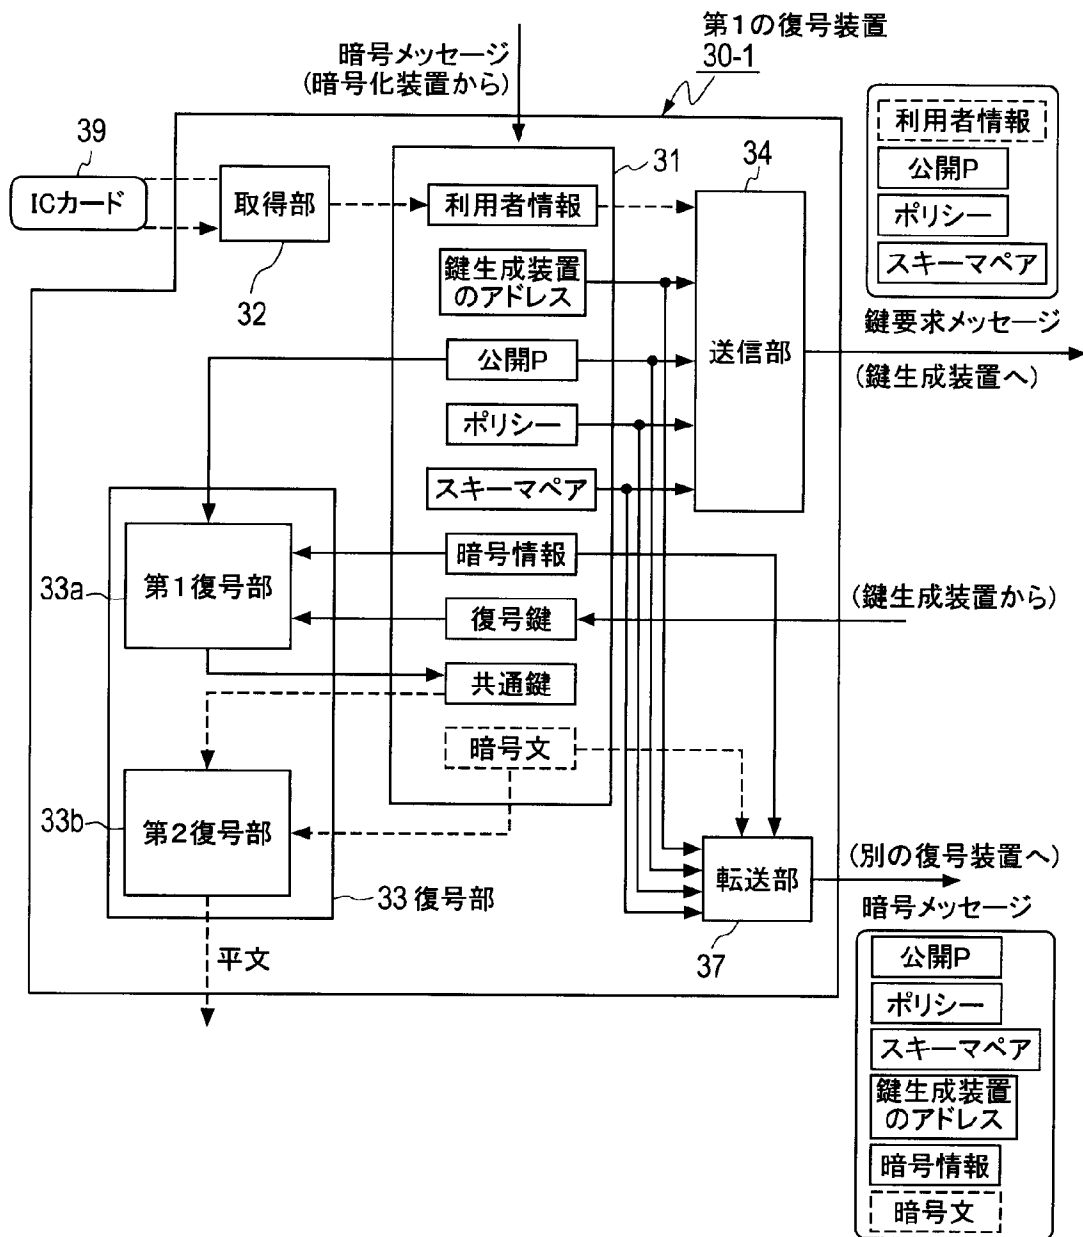 第1の復号装置
30-1
暗号メッセージ
(暗号化装置から)
39
ICカード
取得部
32
31
利用者情報
鍵生成装置
のアドレス
公開P
ポリシー
スキーマペア
暗号情報
復号鍵
共通鍵
暗号文
34
送信部
利用者情報
公開P
ポリシー
スキーマペア
鍵要求メッセージ
(鍵生成装置へ)
33a
第1復号部
(鍵生成装置から)
33b
第2復号部
33 復号部
平文
転送部
37
(別の復号装置へ)
暗号メッセージ
公開P
ポリシー
スキーマペア
鍵生成装置
のアドレス
暗号情報
暗号文